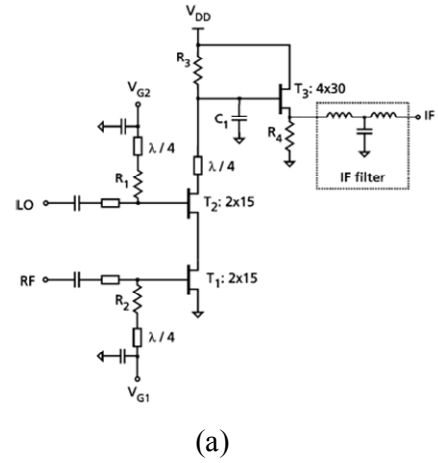 V_DD
R_3
T_3: 4x30
V_G2
C_1
R_4
IF
λ / 4
λ / 4
IF filter
R_1
LO
T_2: 2x15
RF
T_1: 2x15
R_2
λ / 4
V_G1
(a)